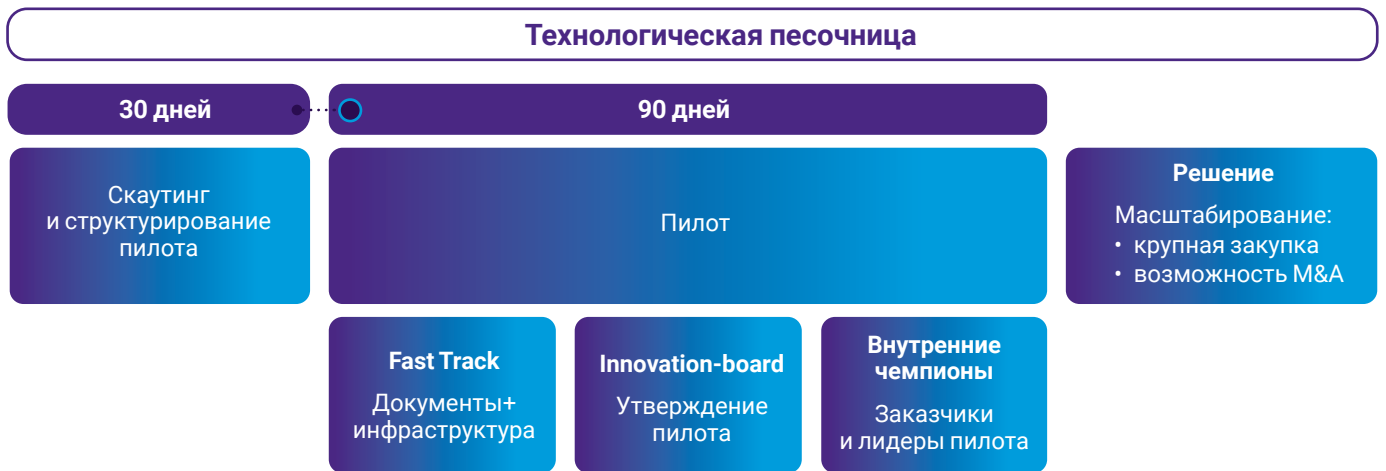 Технологическая песочница
30 дней
90 дней
Скаутинг
и структурирование
пилота
Пилот
Решение
Масштабирование:
• крупная закупка
• возможность M&A
Fast Track
Документы+
инфраструктура
Innovation-board
Утверждение
пилота
Внутренние
чемпионы
Заказчики
и лидеры пилота